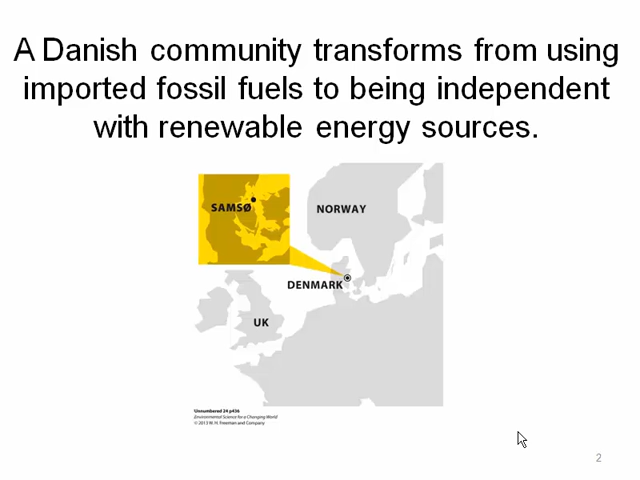 A Danish community transforms from using
imported fossil fuels to being independent
with renewable energy sources.
SAMSØ
NORWAY
DENMARK
UK
Unnumbered 24 p436
Environmental Science for a Changing World
© 2013 W. H. Freeman and Company
2